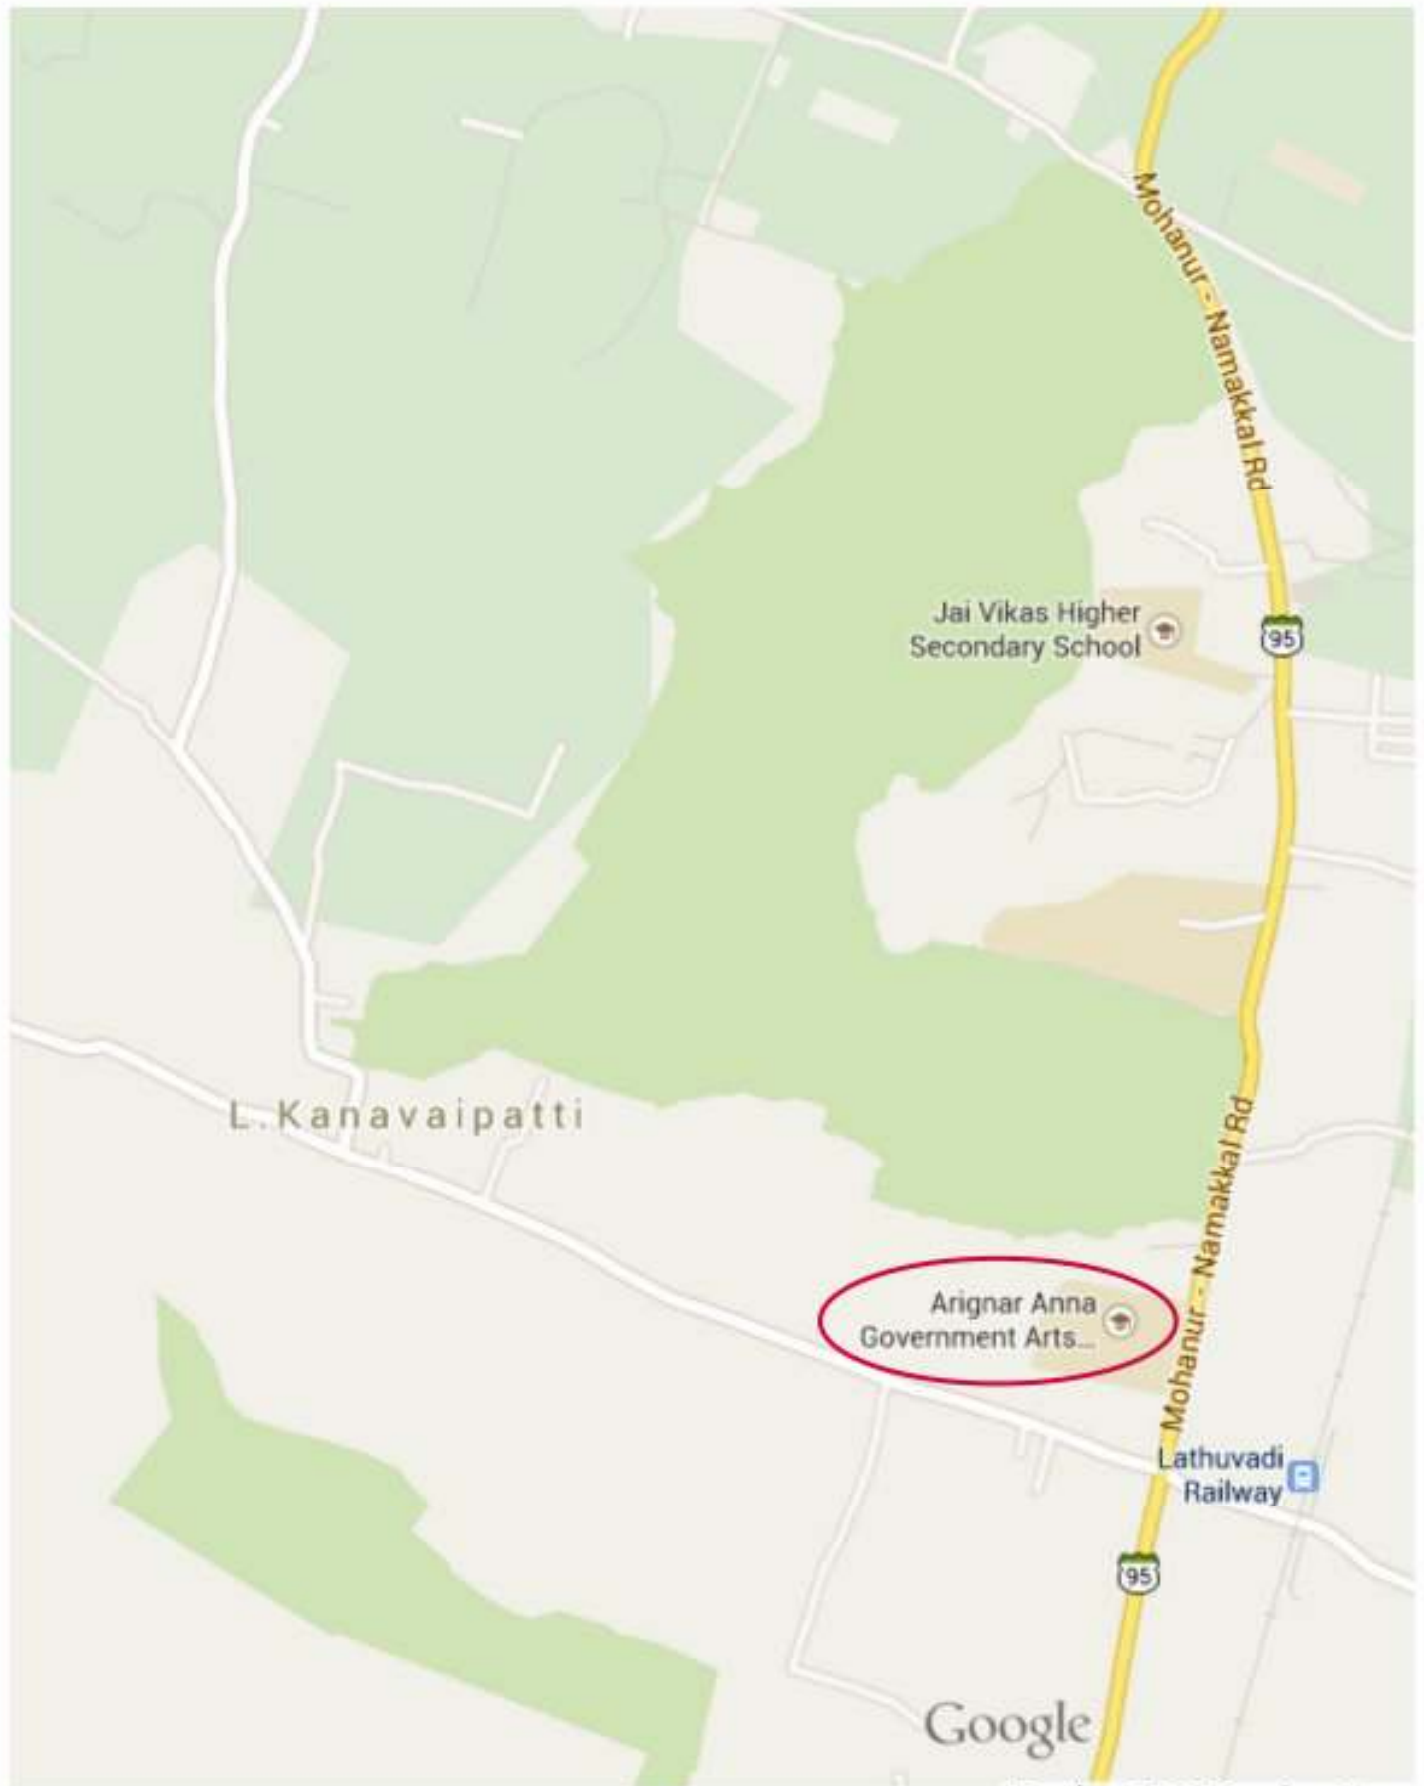 Mohanur - Namakkal Rd
Jai Vikas Higher
Secondary School
95
L.Kanavaipatti
Mohanur - Namakkal Rd
Arignar Anna
Government Arts...
Lathuvadi
Railway
95
Google